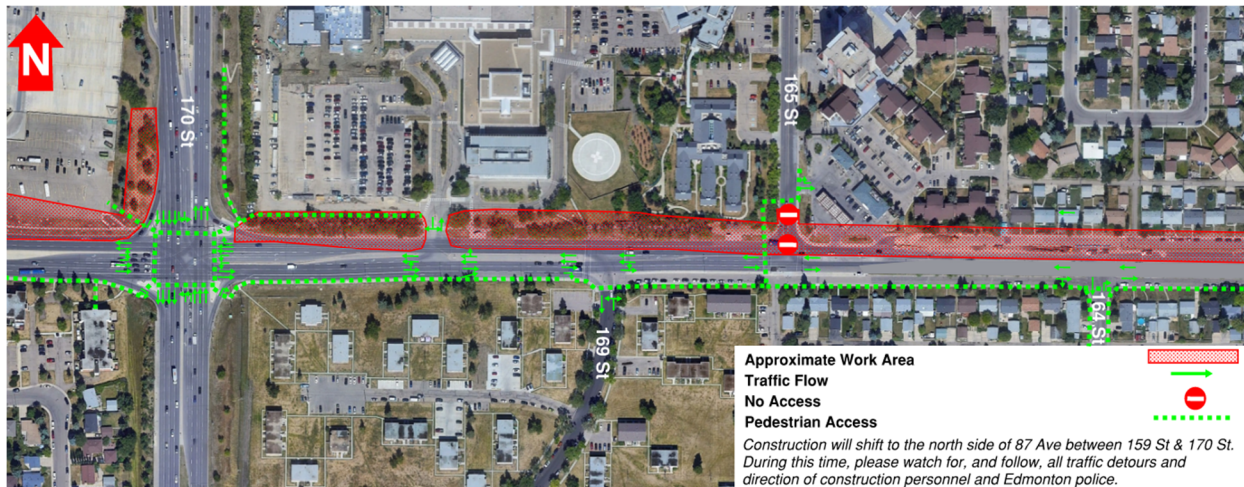 N
170 St
165 St
169 St
164 St
Approximate Work Area
Traffic Flow
No Access
Pedestrian Access
Construction will shift to the north side of 87 Ave between 159 St & 170 St.
During this time, please watch for, and follow, all traffic detours and
direction of construction personnel and Edmonton police.